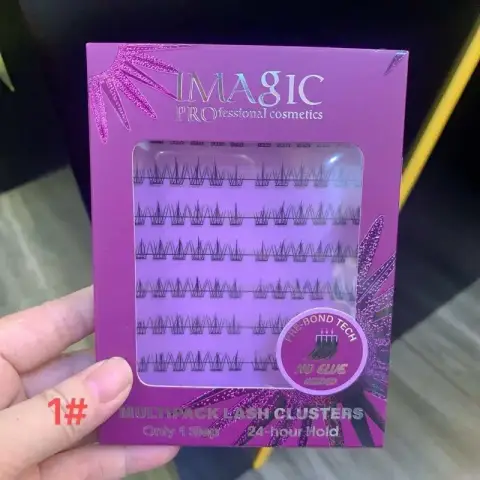 IMAGIC
PROfessional cosmetics
PRE-BOND TECH
NO GLUE
1#
MULTIPACK LASH CLUSTERS
Only 1 Step 24-hour Hold